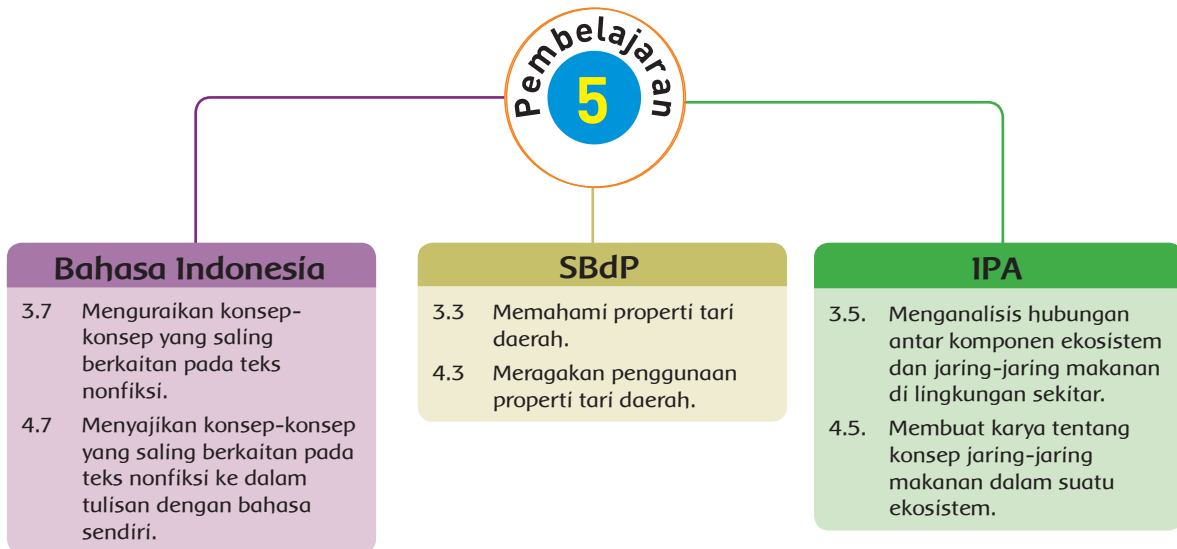 Pembelajaran
5
Bahasa Indonesia
3.7 Menguraikan konsep-
konsep yang saling
berkaitan pada teks
nonfiksi.
4.7 Menyajikan konsep-konsep
yang saling berkaitan pada
teks nonfiksi ke dalam
tulisan dengan bahasa
sendiri.
SBdP
3.3 Memahami properti tari
daerah.
4.3 Meragakan penggunaan
properti tari daerah.
IPA
3.5. Menganalisis hubungan
antar komponen ekosistem
dan jaring-jaring makanan
di lingkungan sekitar.
4.5. Membuat karya tentang
konsep jaring-jaring
makanan dalam suatu
ekosistem.